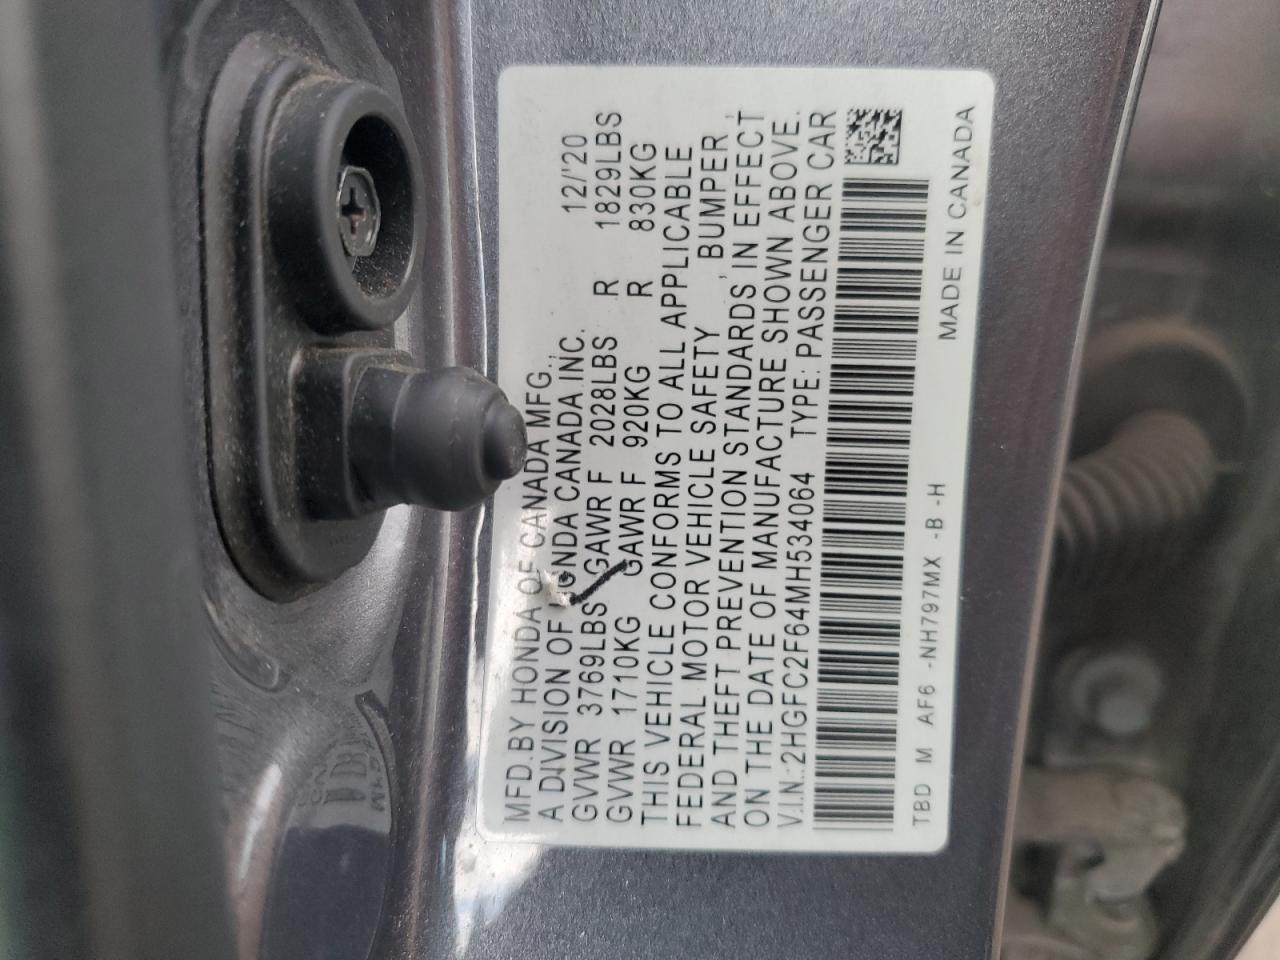 MFD.BY HONDA OF CANADA MFG.,
A DIVISION OF HONDA CANADA INC. 12/'20
GVWR 3769LBS GAWR F 2028LBS R 1829LBS
GVWR 1710KG GAWR F 920KG R 830KG
THIS VEHICLE CONFORMS TO ALL APPLICABLE
FEDERAL MOTOR VEHICLE SAFETY , BUMPER ,
AND THEFT PREVENTION STANDARDS IN EFFECT
ON THE DATE OF MANUFACTURE SHOWN ABOVE.
V.I.N.:2HGFC2F64MH534064 TYPE: PASSENGER CAR
TBD M AF6 -NH797MX -B -H
MADE IN CANADA